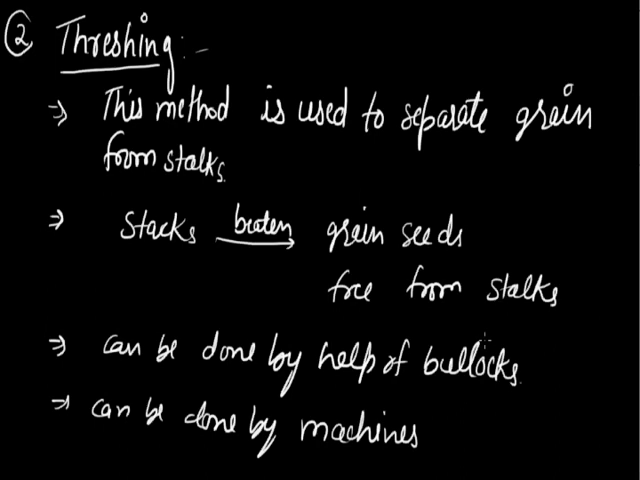 ② Threshing :-
⇒ This method is used to separate grain
from stalks.
⇒ Stacks beaten → grain seeds
free from stalks
⇒ can be done by help of bullocks.
⇒ can be done by machines